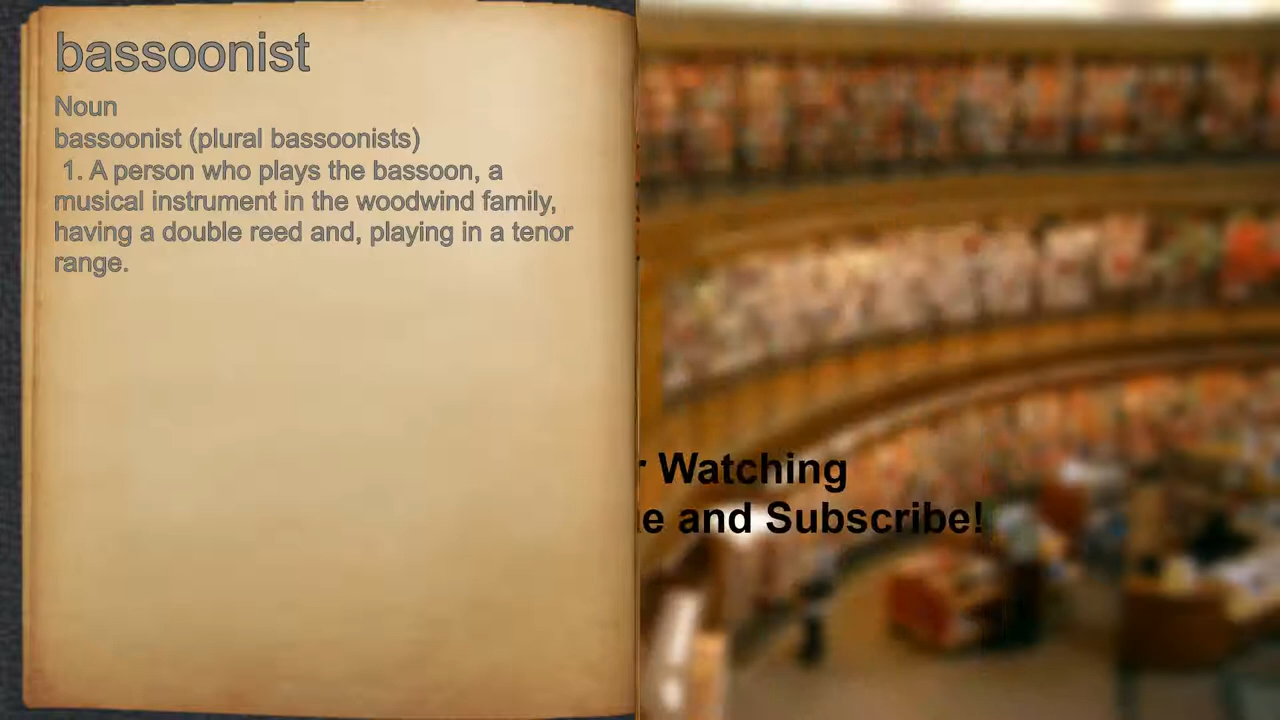 bassoonist
Noun
bassoonist (plural bassoonists)
1. A person who plays the bassoon, a
musical instrument in the woodwind family,
having a double reed and, playing in a tenor
range.
Watching
and Subscribe!